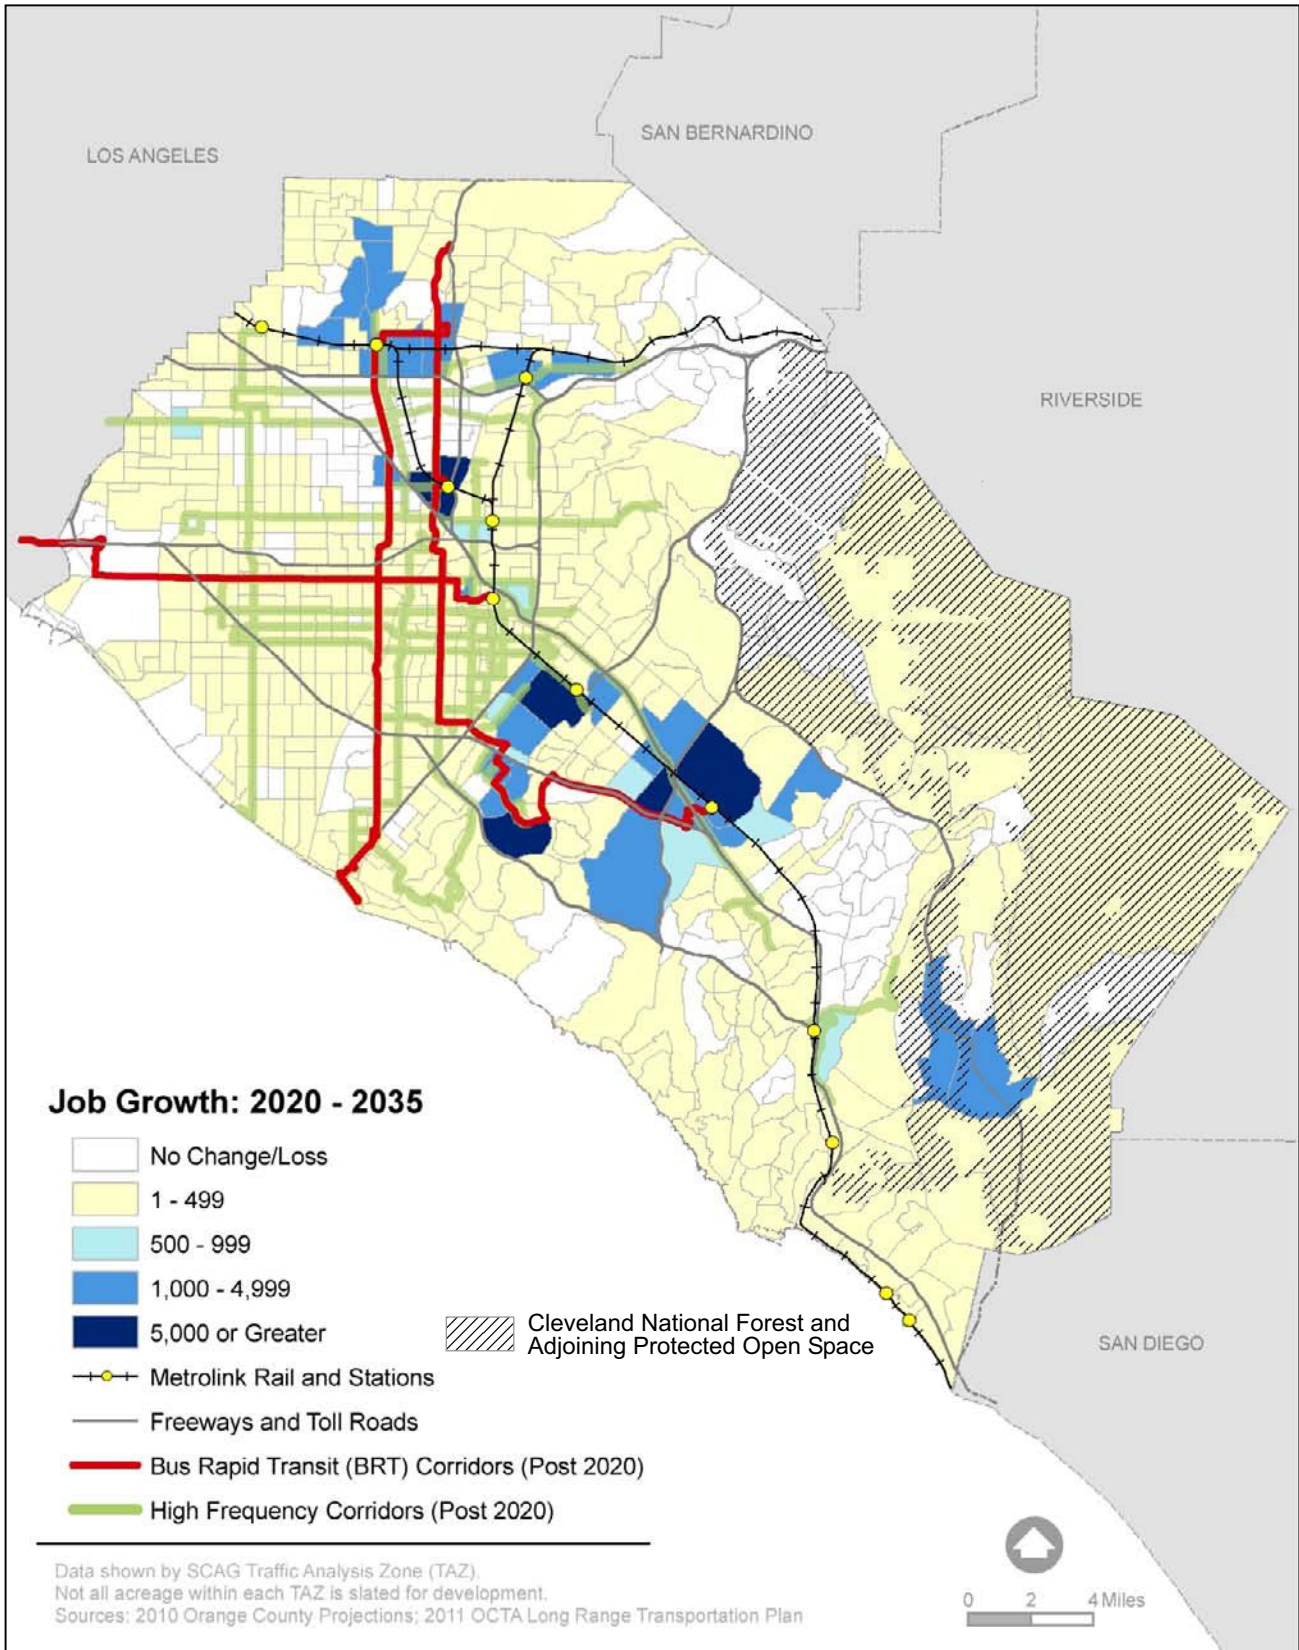 SAN BERNARDINO
LOS ANGELES
RIVERSIDE
Job Growth: 2020 - 2035
No Change/Loss
1 - 499
500 - 999
1,000 - 4,999
5,000 or Greater
Cleveland National Forest and
Adjoining Protected Open Space
SAN DIEGO
Metrolink Rail and Stations
Freeways and Toll Roads
Bus Rapid Transit (BRT) Corridors (Post 2020)
High Frequency Corridors (Post 2020)
Data shown by SCAG Traffic Analysis Zone (TAZ).
Not all acreage within each TAZ is slated for development.
Sources: 2010 Orange County Projections; 2011 OCTA Long Range Transportation Plan
0 2 4 Miles